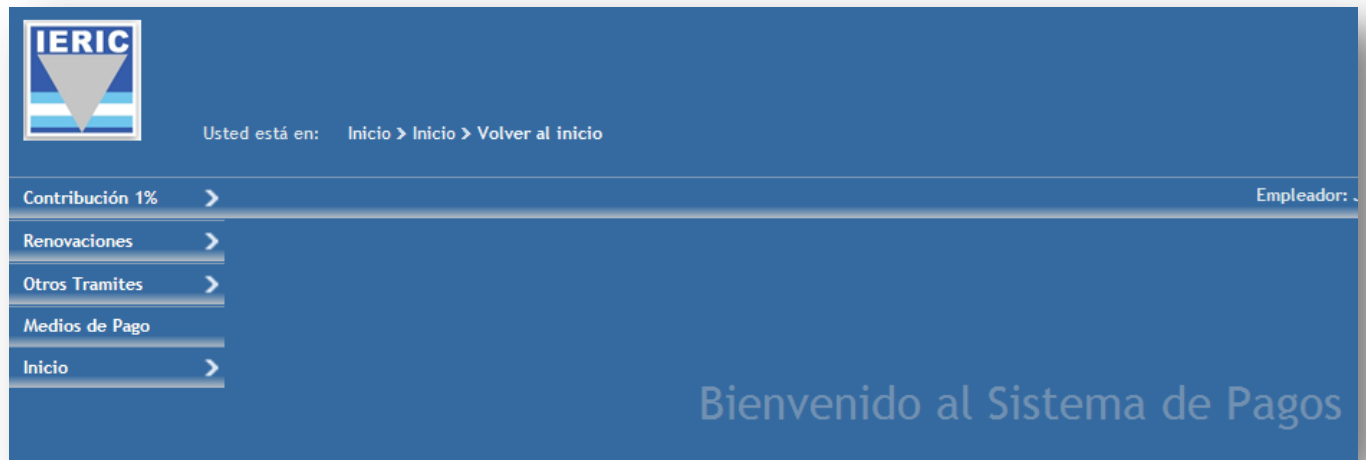 IERIC
Usted está en: Inicio > Inicio > Volver al inicio
Contribución 1%
Empleador:
Renovaciones
Otros Tramites
Medios de Pago
Inicio
Bienvenido al Sistema de Pagos